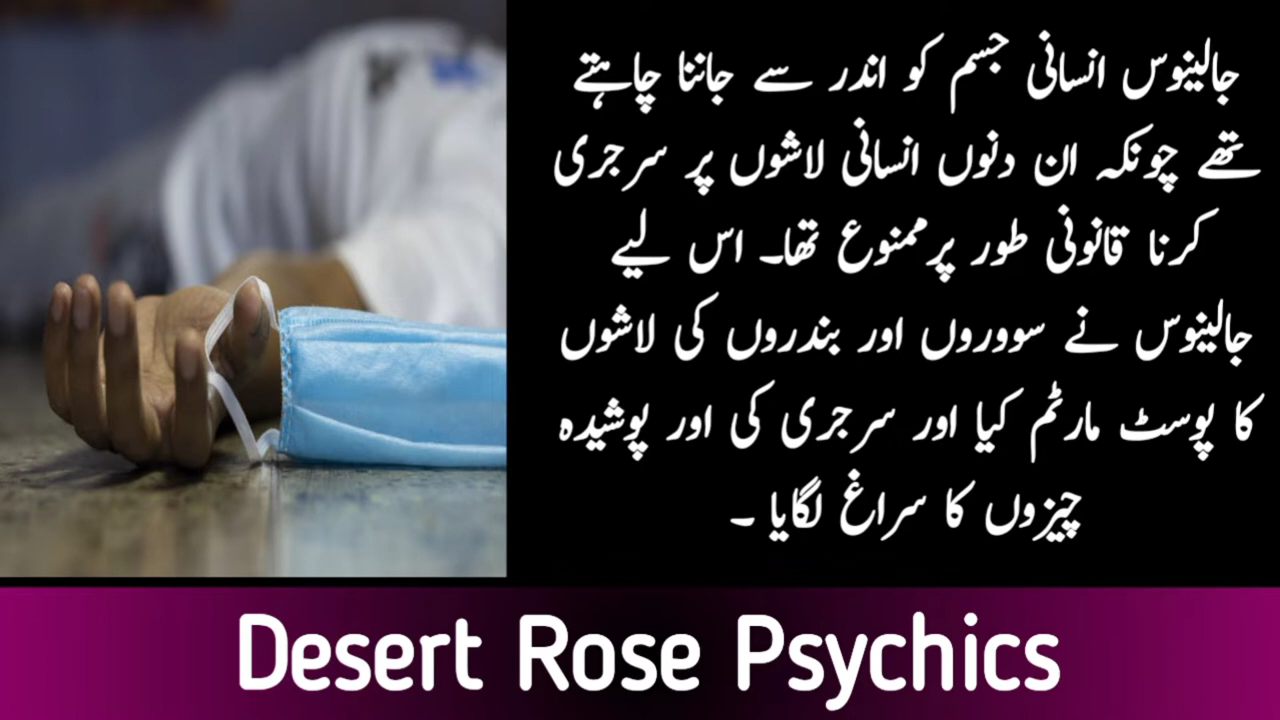 جالینوس انسانی جسم کو اندر سے جاننا چاہتے
تھے چونکہ ان دنوں انسانی لاشوں پر سرجری
کرنا قانونی طور پرممنوع تھا۔ اس لیے
جالینوس نے سووروں اور بندروں کی لاشوں
کا پوسٹ مارٹم کیا اور سرجری کی اور پوشیدہ
چیزوں کا سراغ لگایا ۔
Desert Rose Psychics